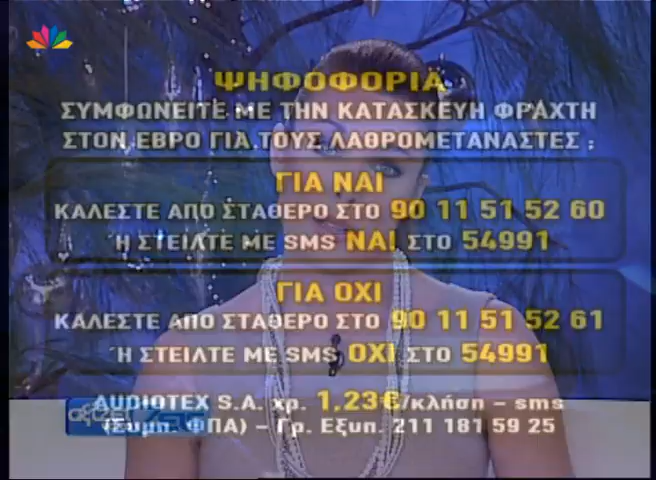 ΨΗΦΟΦΟΡΙΑ
ΣΥΜΦΩΝΕΙΤΕ ΜΕ ΤΗΝ ΚΑΤΑΣΚΕΥΗ ΦΡΑΧΤΗ
ΣΤΟΝ ΕΒΡΟ ΓΙΑ ΤΟΥΣ ΛΑΘΡΟΜΕΤΑΝΑΣΤΕΣ ;
ΓΙΑ ΝΑΙ
ΚΑΛΕΣΤΕ ΑΠΟ ΣΤΑΘΕΡΟ ΣΤΟ 90 11 51 52 60
Ή ΣΤΕΙΛΤΕ ΜΕ SMS ΝΑΙ ΣΤΟ 54991
ΓΙΑ ΟΧΙ
ΚΑΛΕΣΤΕ ΑΠΟ ΣΤΑΘΕΡΟ ΣΤΟ 90 11 51 52 61
Ή ΣΤΕΙΛΤΕ ΜΕ SMS ΟΧΙ ΣΤΟ 54991
AUDIOTEX S.A. χρ. 1,23€/κλήση – sms
(Συμπ. ΦΠΑ) – Γρ. Εξυπ. 211 181 59 25